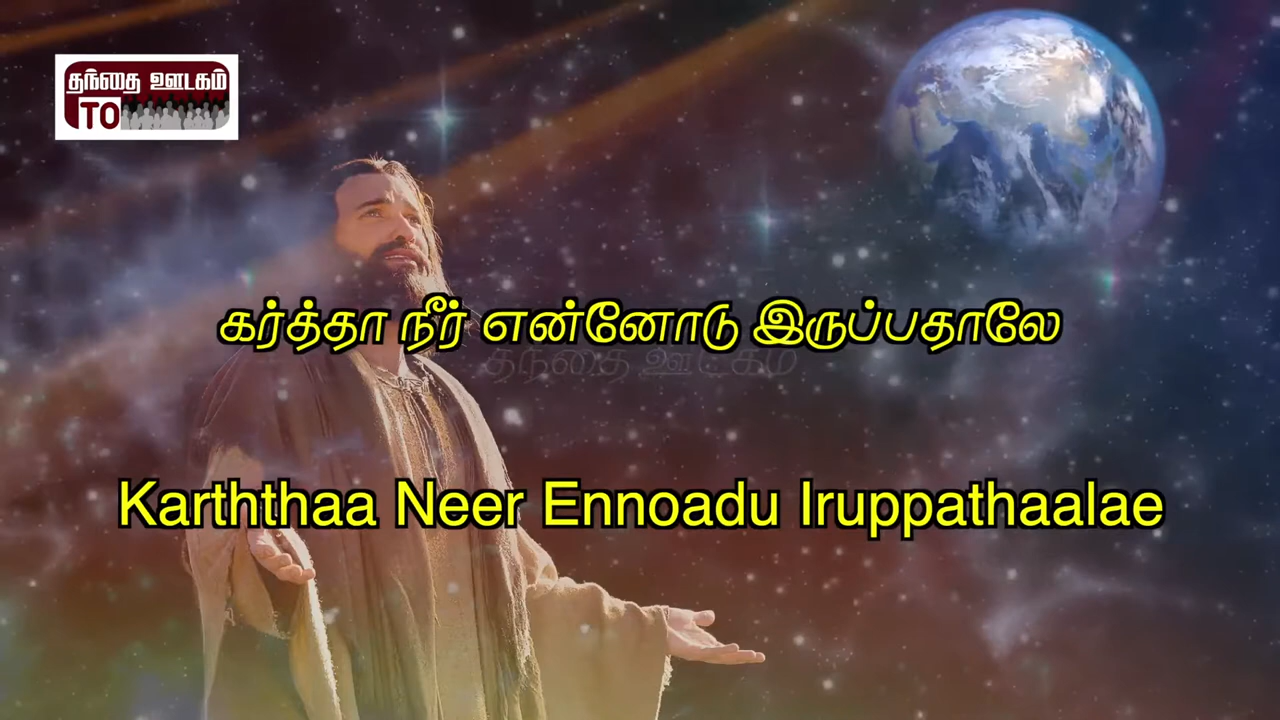 தந்தை ஊடகம்
TO
கர்த்தா நீர் என்னோடு இருப்பதாலே
தந்தை ஊடகம்
Karththaa Neer Ennoadu Iruppathaalae